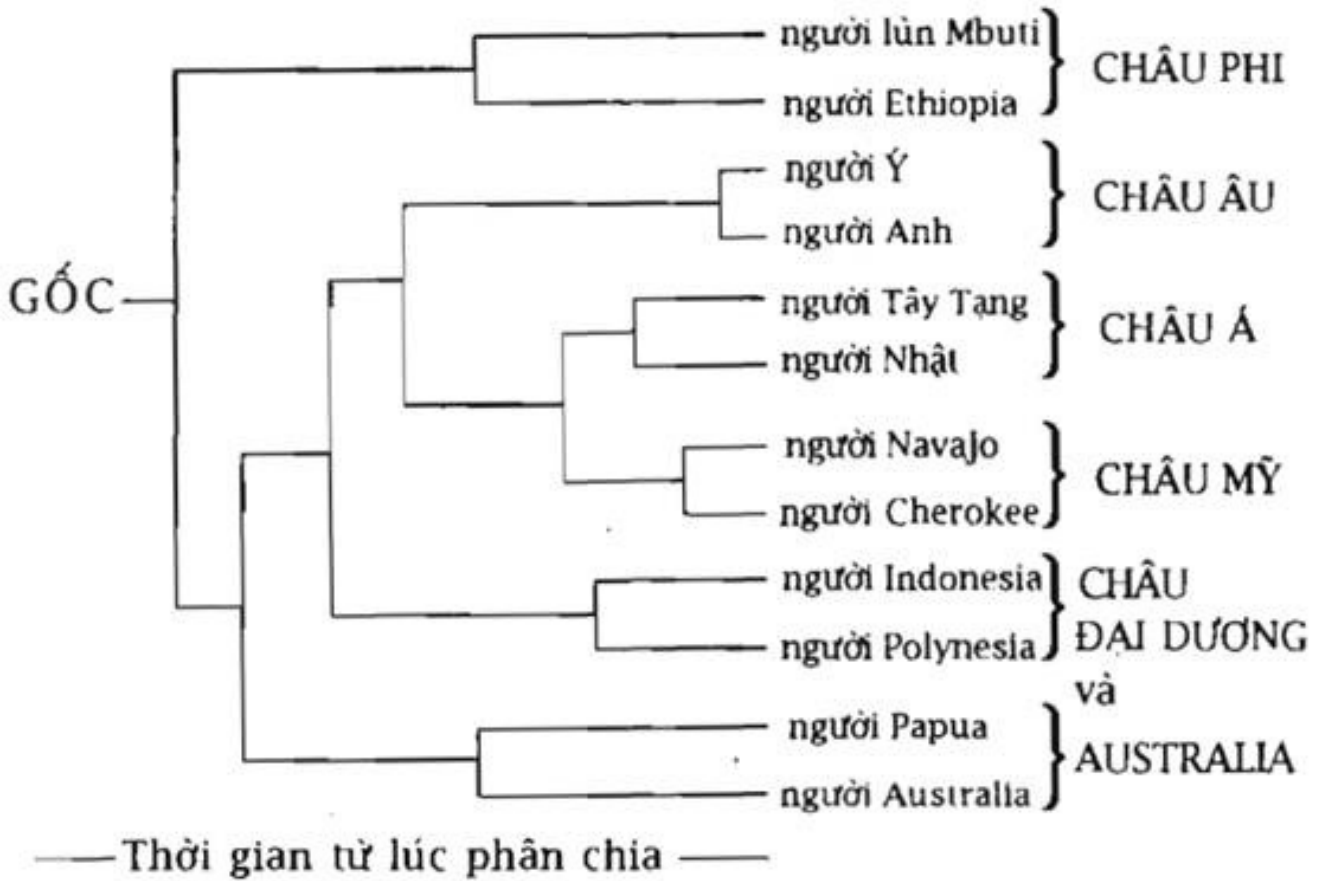 người lùn Mbuti
người Ethiopia
CHÂU PHI
người Ý
người Anh
CHÂU ÂU
GỐC
người Tây Tạng
người Nhật
CHÂU Á
người Navajo
người Cherokee
CHÂU MỸ
người Indonesia
người Polynesia
CHÂU
ĐẠI DƯƠNG
và
AUSTRALIA
người Papua
người Australia
Thời gian từ lúc phân chia